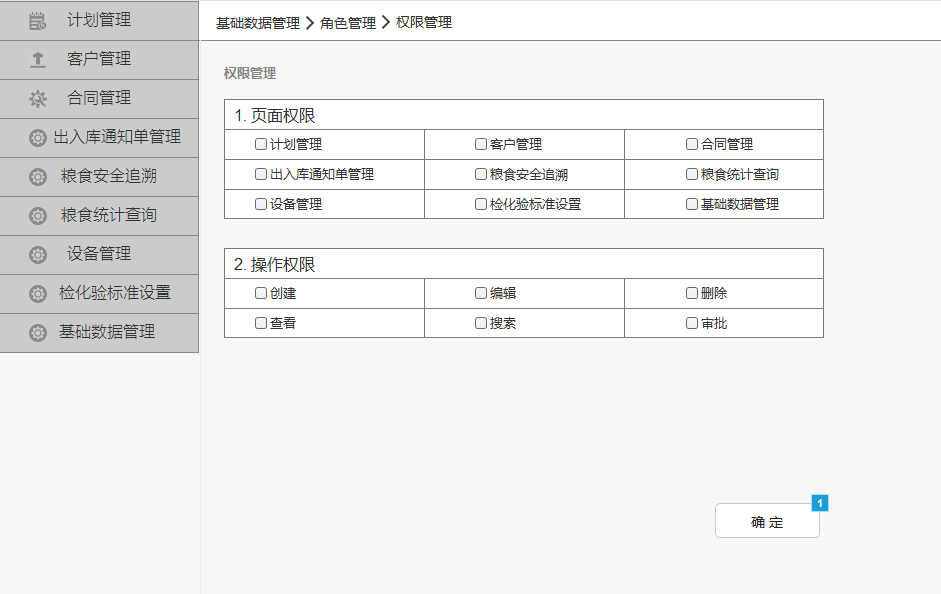 计划管理
客户管理
合同管理
出入库通知单管理
粮食安全追溯
粮食统计查询
设备管理
检化验标准设置
基础数据管理
基础数据管理 > 角色管理 > 权限管理
权限管理
1. 页面权限
计划管理 客户管理 合同管理
出入库通知单管理 粮食安全追溯 粮食统计查询
设备管理 检化验标准设置 基础数据管理
2. 操作权限
创建 编辑 删除
查看 搜索 审批
1
确 定